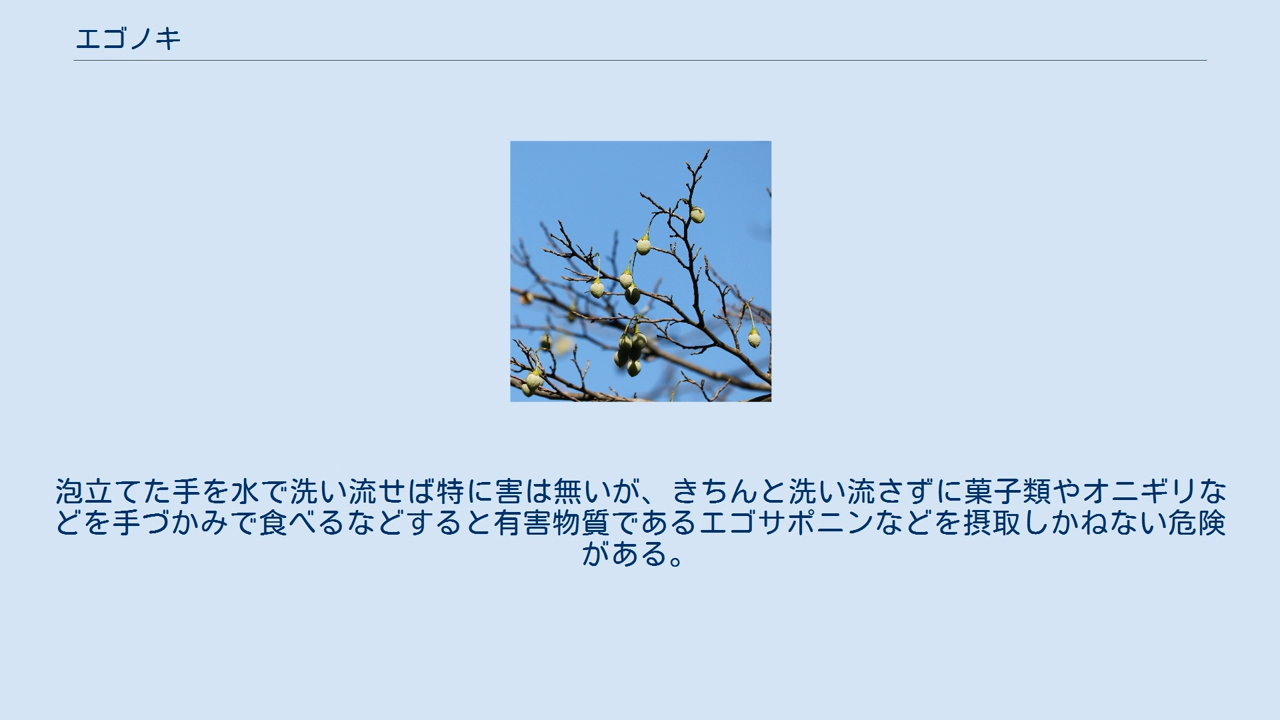 エゴノキ
泡立てた手を水で洗い流せば特に害は無いが、きちんと洗い流さずに菓子類やオニギリな
どを手づかみで食べるなどすると有害物質であるエゴサポニンなどを摂取しかねない危険
がある。